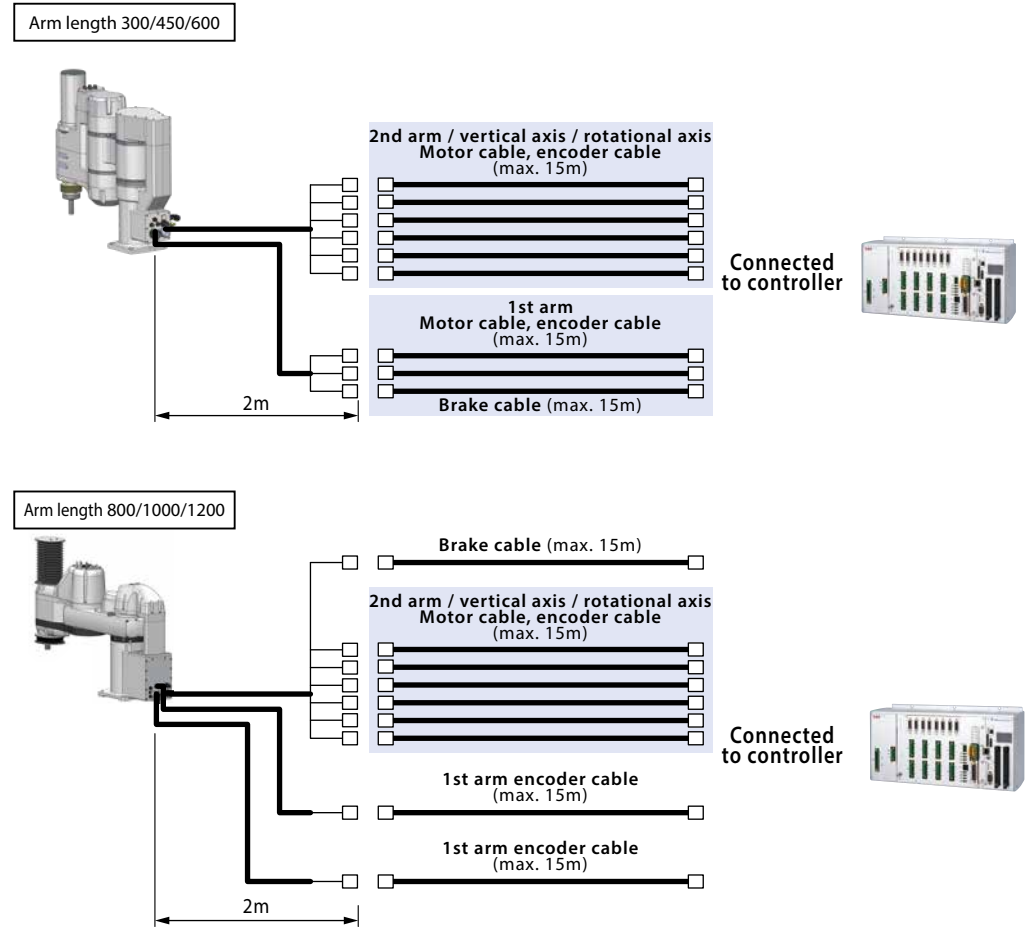 Arm length 300/450/600
2nd arm / vertical axis / rotational axis
Motor cable, encoder cable
(max. 15m)
Connected
to controller
1st arm
Motor cable, encoder cable
(max. 15m)
Brake cable (max. 15m)
2m
Arm length 800/1000/1200
Brake cable (max. 15m)
2nd arm / vertical axis / rotational axis
Motor cable, encoder cable
(max. 15m)
Connected
to controller
1st arm encoder cable
(max. 15m)
1st arm encoder cable
(max. 15m)
2m